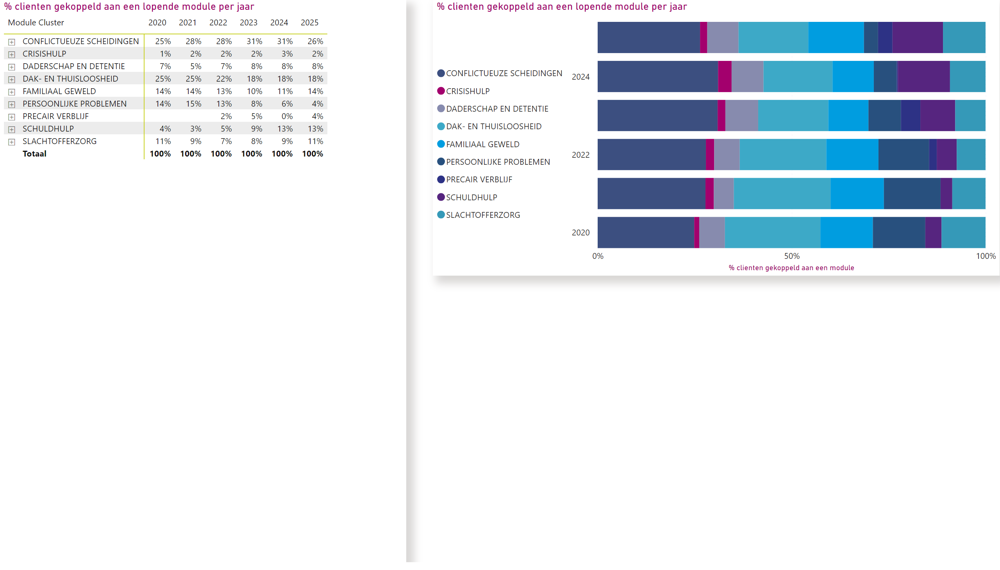 % clienten gekoppeld aan een lopende module per jaar
Module Cluster 2020 2021 2022 2023 2024 2025
CONFLICTUEUZE SCHEIDINGEN 25% 28% 28% 31% 31% 26%
CRISISHULP 1% 2% 2% 2% 3% 2%
DADERSCHAP EN DETENTIE 7% 5% 7% 8% 8% 8%
DAK- EN THUISLOOSHEID 25% 25% 22% 18% 18% 18%
FAMILIAAL GEWELD 14% 14% 13% 10% 11% 14%
PERSOONLIJKE PROBLEMEN 14% 15% 13% 8% 6% 4%
PRECAIR VERBLIJF 2% 5% 0% 4%
SCHULDHULP 4% 3% 5% 9% 13% 13%
SLACHTOFFERZORG 11% 9% 7% 8% 9% 11%
Totaal 100% 100% 100% 100% 100% 100%
% clienten gekoppeld aan een lopende module per jaar
CONFLICTUEUZE SCHEIDINGEN
CRISISHULP
DADERSCHAP EN DETENTIE
DAK- EN THUISLOOSHEID
FAMILIAAL GEWELD
PERSOONLIJKE PROBLEMEN
PRECAIR VERBLIJF
SCHULDHULP
SLACHTOFFERZORG
2024
2022
2020
0% 50% 100%
% clienten gekoppeld aan een module